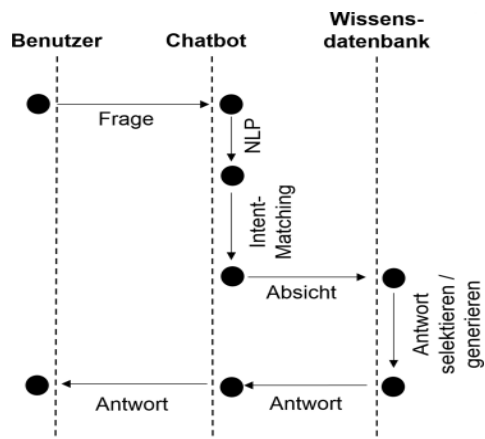 Benutzer
Chatbot
Wissens-
datenbank
Frage
NLP
Intent-
Matching
Absicht
Antwort
selektieren /
generieren
Antwort
Antwort